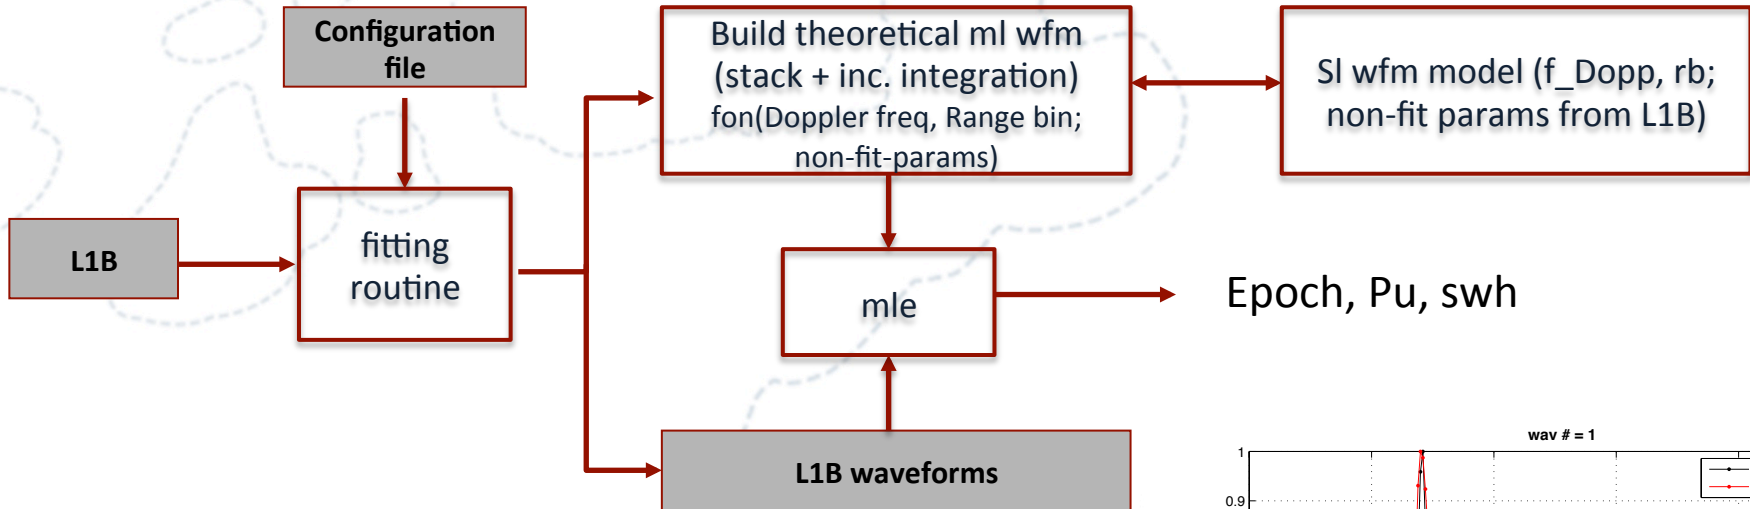 Configuration
file
Build theoretical ml wfm
(stack + inc. integration)
fon(Doppler freq, Range bin;
non-fit-params)
Sl wfm model (f_Dopp, rb;
non-fit params from L1B)
L1B
fitting
routine
mle
Epoch, Pu, swh
L1B waveforms
wav # = 1
1
0.9